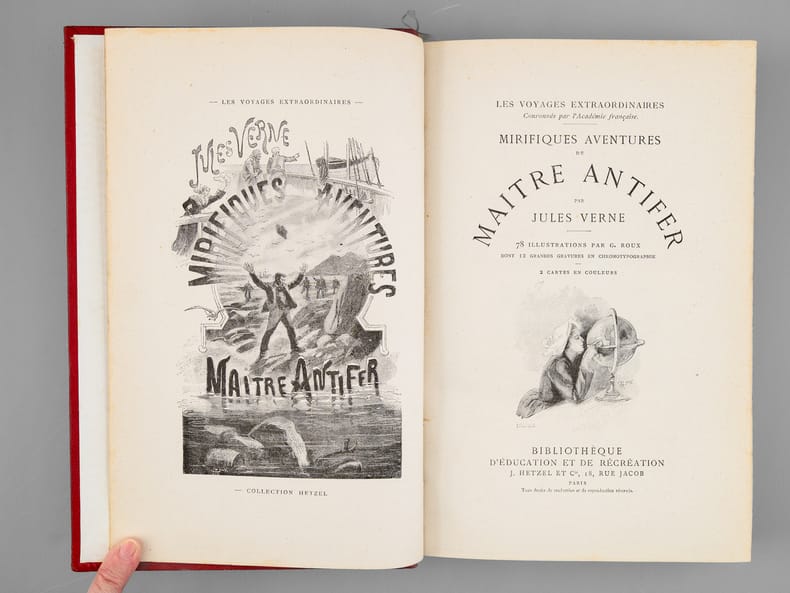 — LES VOYAGES EXTRAORDINAIRES —
JULES VERNE
MIRIFIQUES AVENTURES
MAITRE ANTIFER
— COLLECTION HETZEL
LES VOYAGES EXTRAORDINAIRES
Couronnés par l'Académie française.
MIRIFIQUES AVENTURES
DE
MAITRE ANTIFER
PAR
JULES VERNE
78 ILLUSTRATIONS PAR G. ROUX
DONT 12 GRANDES GRAVURES EN CHROMOTYPOGRAPHIE
2 CARTES EN COULEURS
BIBLIOTHÈQUE
D'ÉDUCATION ET DE RÉCRÉATION
J. HETZEL ET Cie, 18, RUE JACOB
PARIS
Tous droits de traduction et de reproduction réservés.